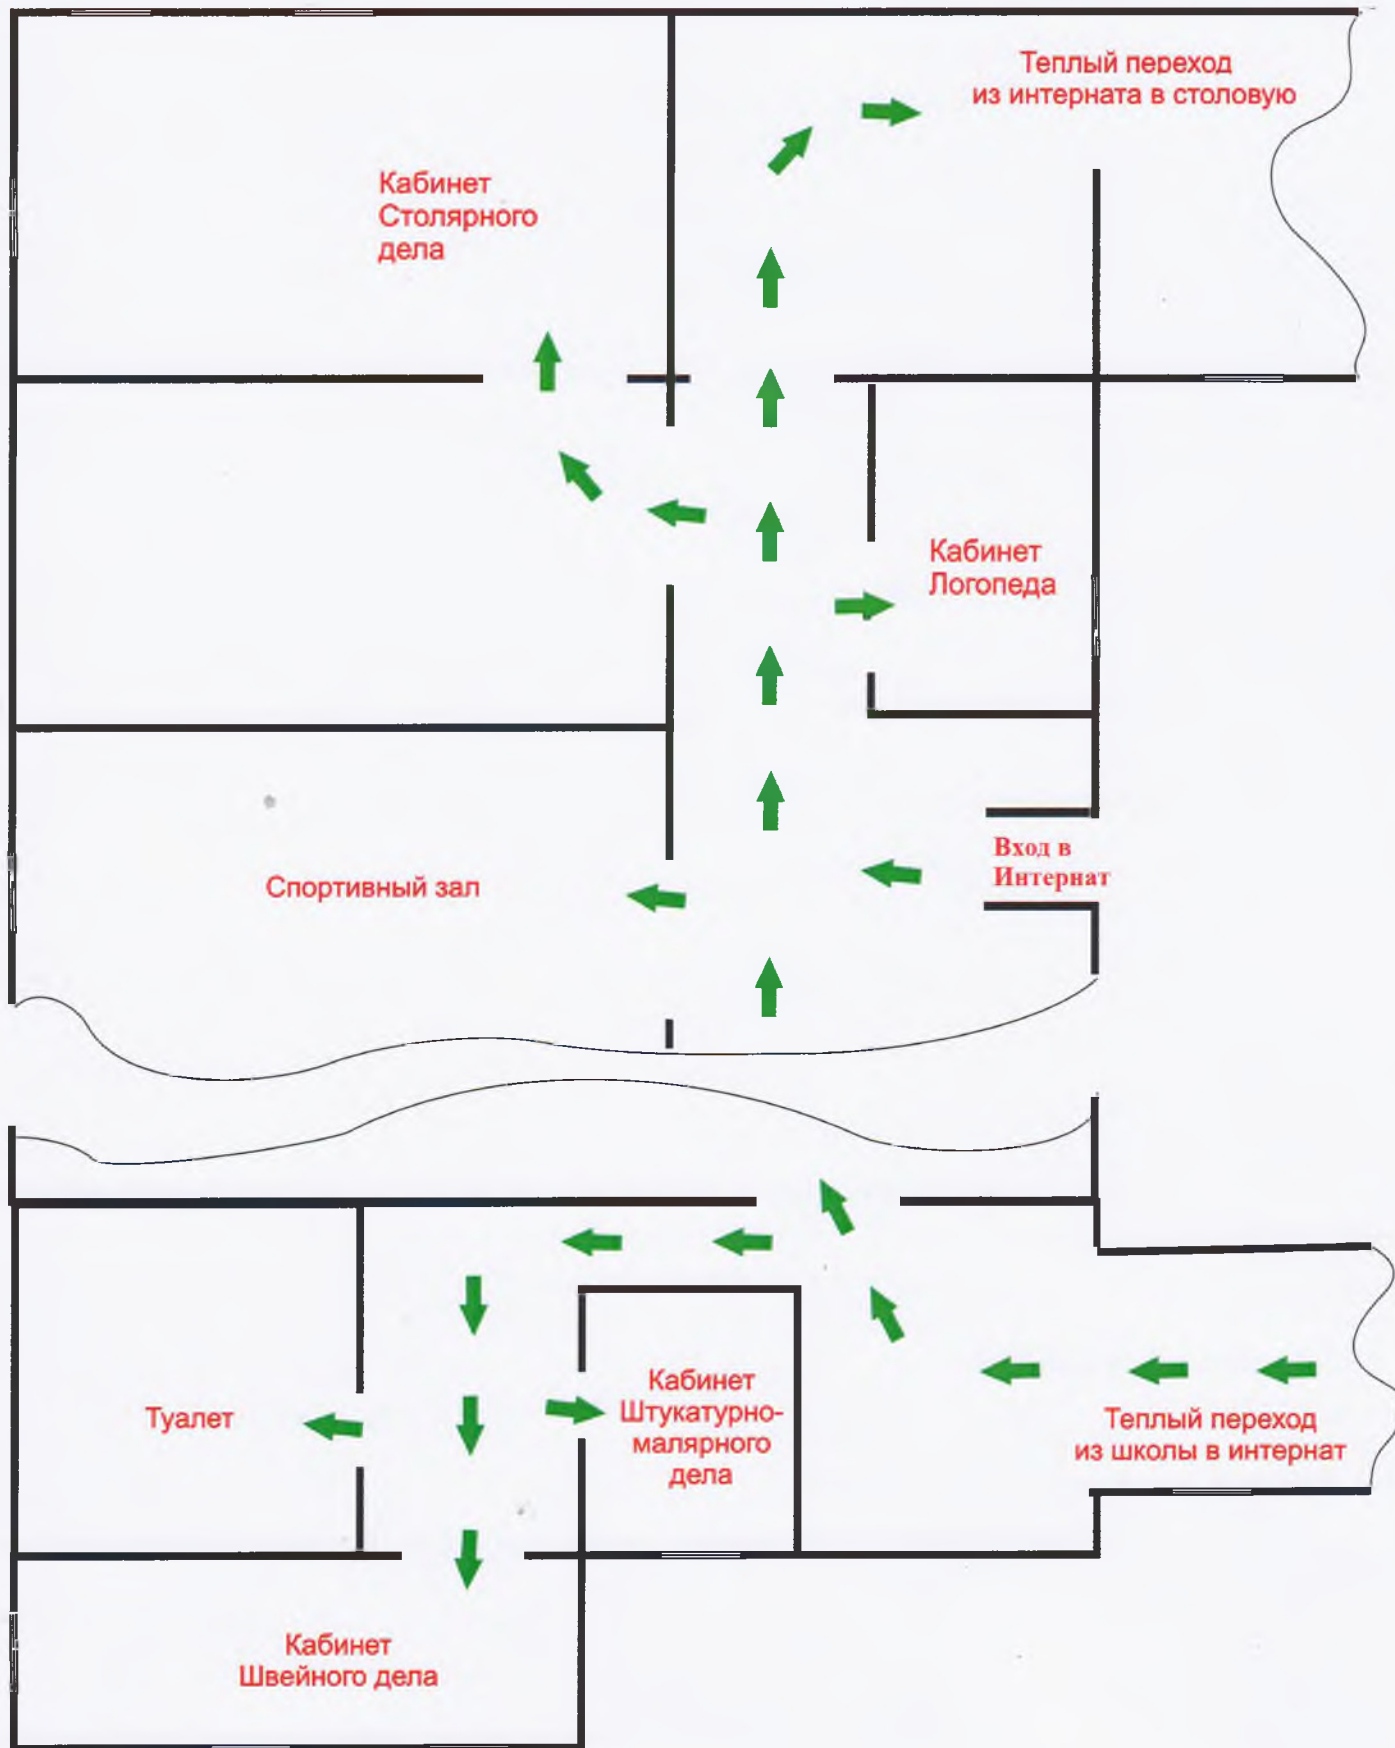 Теплый переход
из интерната в столовую
Кабинет
Столярного
дела
Кабинет
Логопеда
Вход в
Интернат
Спортивный зал
Кабинет
Штукатурно-
малярного
дела
Туалет
Теплый переход
из школы в интернат
Кабинет
Швейного дела